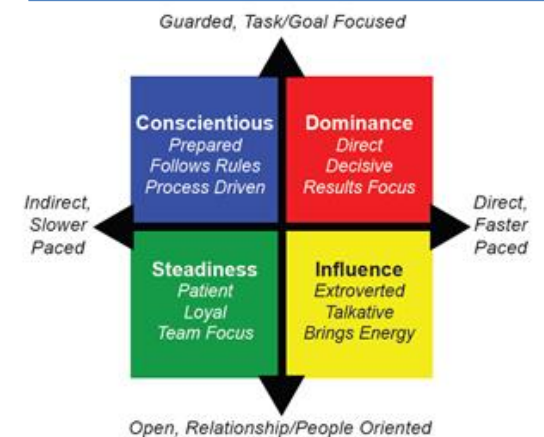 Guarded, Task/Goal Focused
Conscientious
Prepared
Follows Rules
Process Driven
Dominance
Direct
Decisive
Results Focus
Indirect,
Slower
Paced
Direct,
Faster
Paced
Steadiness
Patient
Loyal
Team Focus
Influence
Extroverted
Talkative
Brings Energy
Open, Relationship/People Oriented